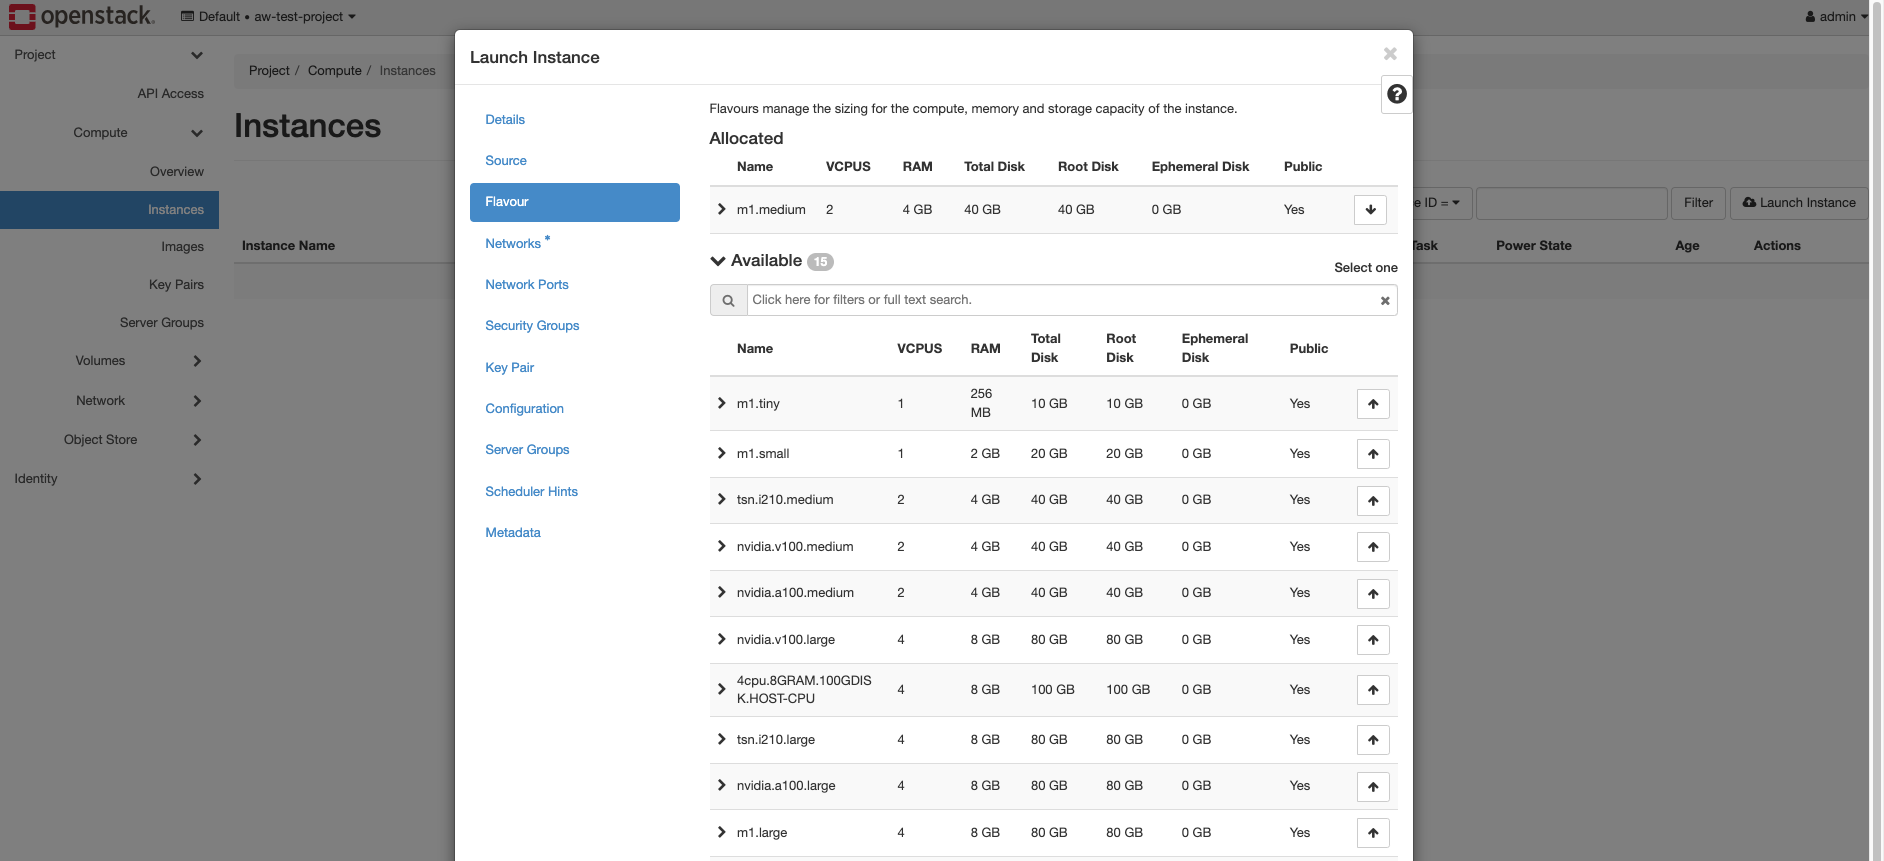 openstack.
Default • aw-test-project
admin
Project
API Access
Compute
Overview
Instances
Images
Key Pairs
Server Groups
Volumes
Network
Object Store
Identity
Project / Compute / Instances
Instances
e ID =
Filter
Launch Instance
Instance Name
Task
Power State
Age
Actions
Launch Instance
Details
Source
Flavour
Networks *
Network Ports
Security Groups
Key Pair
Configuration
Server Groups
Scheduler Hints
Metadata
Flavours manage the sizing for the compute, memory and storage capacity of the instance.
Allocated
Name VCPUS RAM Total Disk Root Disk Ephemeral Disk Public
m1.medium 2 4 GB 40 GB 40 GB 0 GB Yes
Available 15
Select one
Click here for filters or full text search.
Name VCPUS RAM Total Disk Root Disk Ephemeral Disk Public
m1.tiny 1 256 MB 10 GB 10 GB 0 GB Yes
m1.small 1 2 GB 20 GB 20 GB 0 GB Yes
tsn.i210.medium 2 4 GB 40 GB 40 GB 0 GB Yes
nvidia.v100.medium 2 4 GB 40 GB 40 GB 0 GB Yes
nvidia.a100.medium 2 4 GB 40 GB 40 GB 0 GB Yes
nvidia.v100.large 4 8 GB 80 GB 80 GB 0 GB Yes
4cpu.8GRAM.100GDIS
K.HOST-CPU 4 8 GB 100 GB 100 GB 0 GB Yes
tsn.i210.large 4 8 GB 80 GB 80 GB 0 GB Yes
nvidia.a100.large 4 8 GB 80 GB 80 GB 0 GB Yes
m1.large 4 8 GB 80 GB 80 GB 0 GB Yes